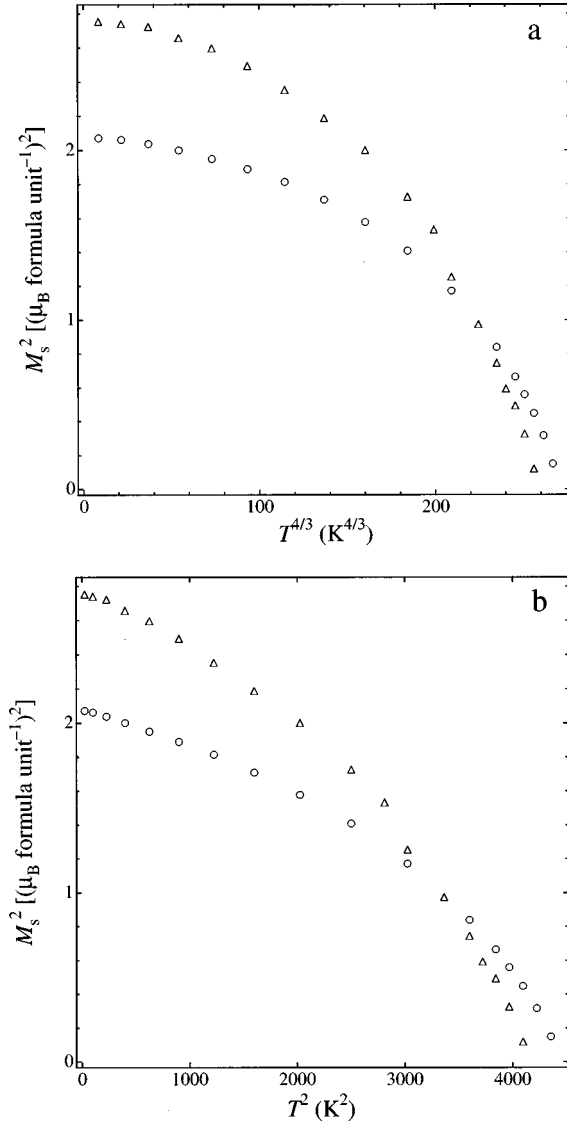 a
2
1
0
M_s^2 [(μ_B formula unit^{-1})^2]
0 100 200
T^{4/3} (K^{4/3})
b
2
1
0
M_s^2 [(μ_B formula unit^{-1})^2]
0 1000 2000 3000 4000
T^2 (K^2)